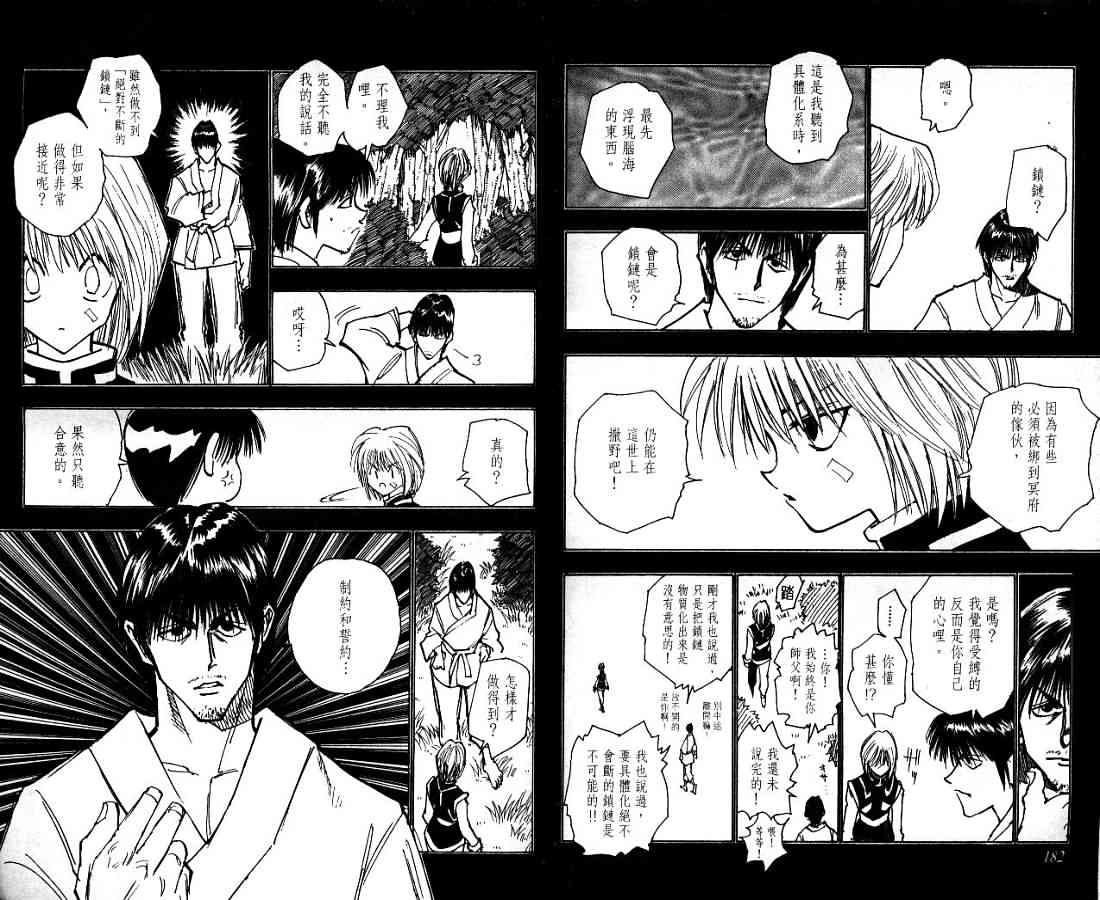 嗯。
鎖鏈？
這是我聽到
具體化系時，
最先
浮現腦海
的東西。
為甚麼…
會是
鎖鏈呢？
因為有些
必須被綁到冥府
的傢伙，
仍能在
這世上
撒野吧！
是嗎？
我覺得受縛的
反而是你自己
的心哩。
……
你懂
甚麼!?
踏
…你！
我始終是你
師父啊！
我還未
說完的！
喂！
等等！
剛才我也說過，
只是把鎖鏈
物質化出來是
沒有意思的！
別中途
離開嘛
我也說過，
要具體化絕不
會斷的鎖鏈是
不可能的!!
182
不理我
哩。
完全不聽
我的說話。
雖然做不到
「絕對不斷的
鎖鏈」，
但如果
做得非常
接近呢？
哎呀…
真的？
果然只聽
合意的。
怎樣才
做得到？
制約和誓約…